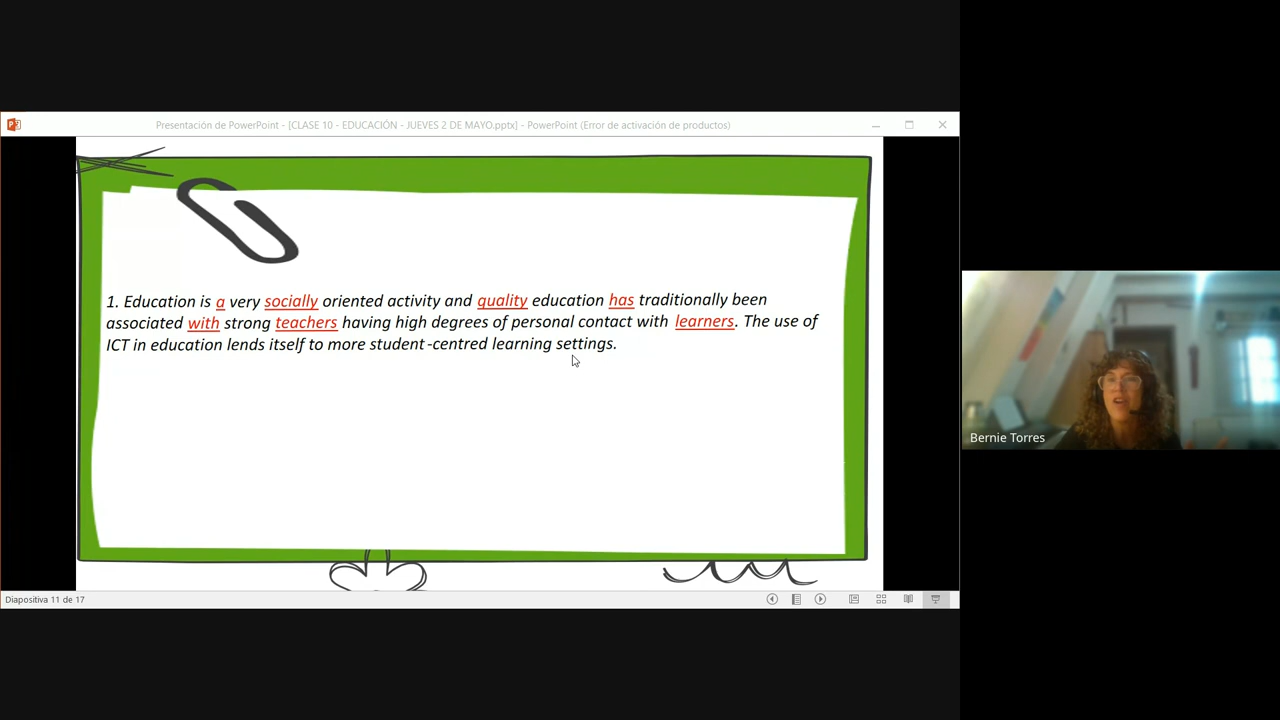 Presentación de PowerPoint - [CLASE 10 - EDUCACIÓN - JUEVES 2 DE MAYO.pptx] - PowerPoint (Error de activación de productos)
1. Education is a very socially oriented activity and quality education has traditionally been
associated with strong teachers having high degrees of personal contact with learners. The use of
ICT in education lends itself to more student-centred learning settings.
Bernie Torres
Diapositiva 11 de 17